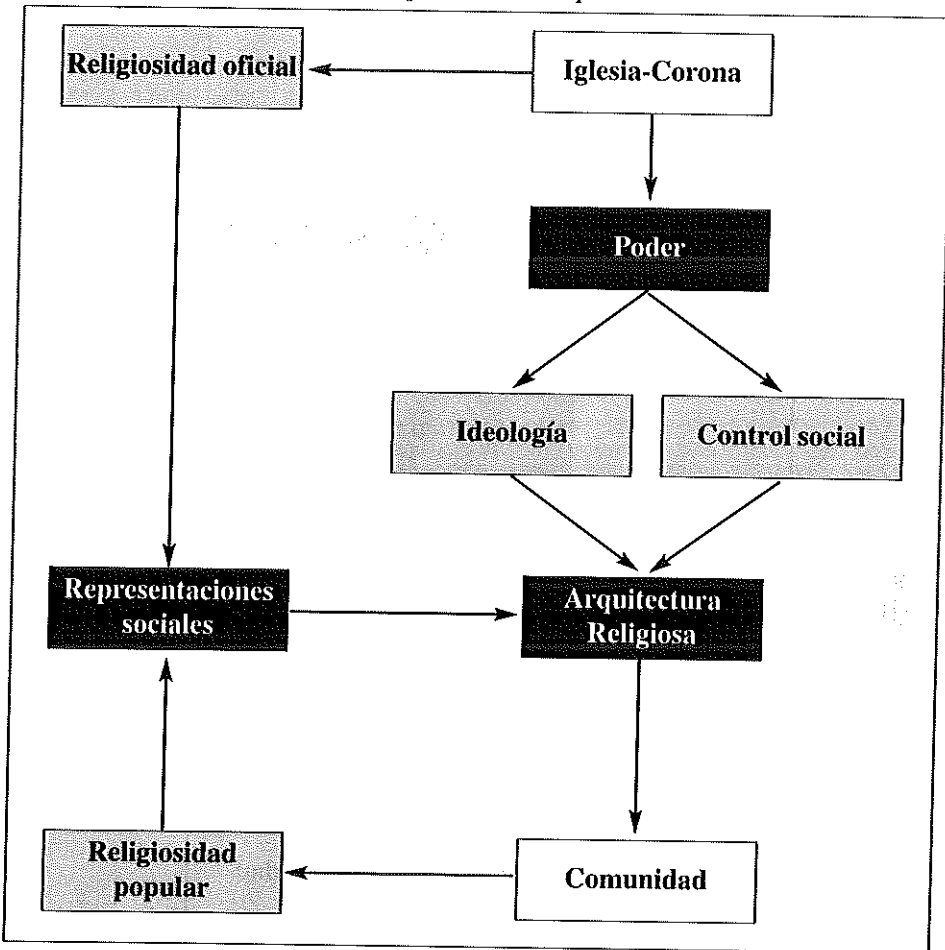 Religiosidad oficial
Iglesia-Corona
Poder
Ideología
Control social
Representaciones
sociales
Arquitectura
Religiosa
Religiosidad
popular
Comunidad